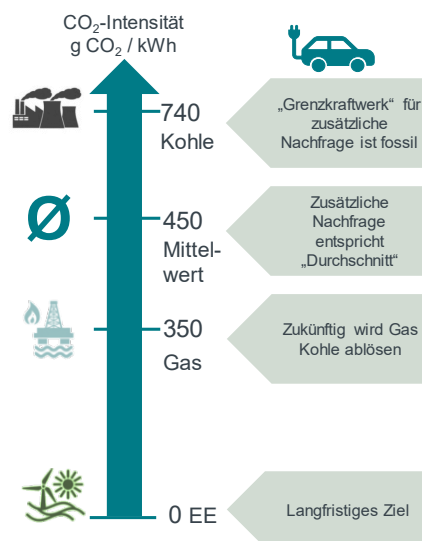 CO₂-Intensität
g CO₂ / kWh
740
Kohle
„Grenzkraftwerk“ für
zusätzliche
Nachfrage ist fossil
Ø
450
Mittel-
wert
Zusätzliche
Nachfrage
entspricht
„Durchschnitt“
350
Gas
Zukünftig wird Gas
Kohle ablösen
0 EE
Langfristiges Ziel